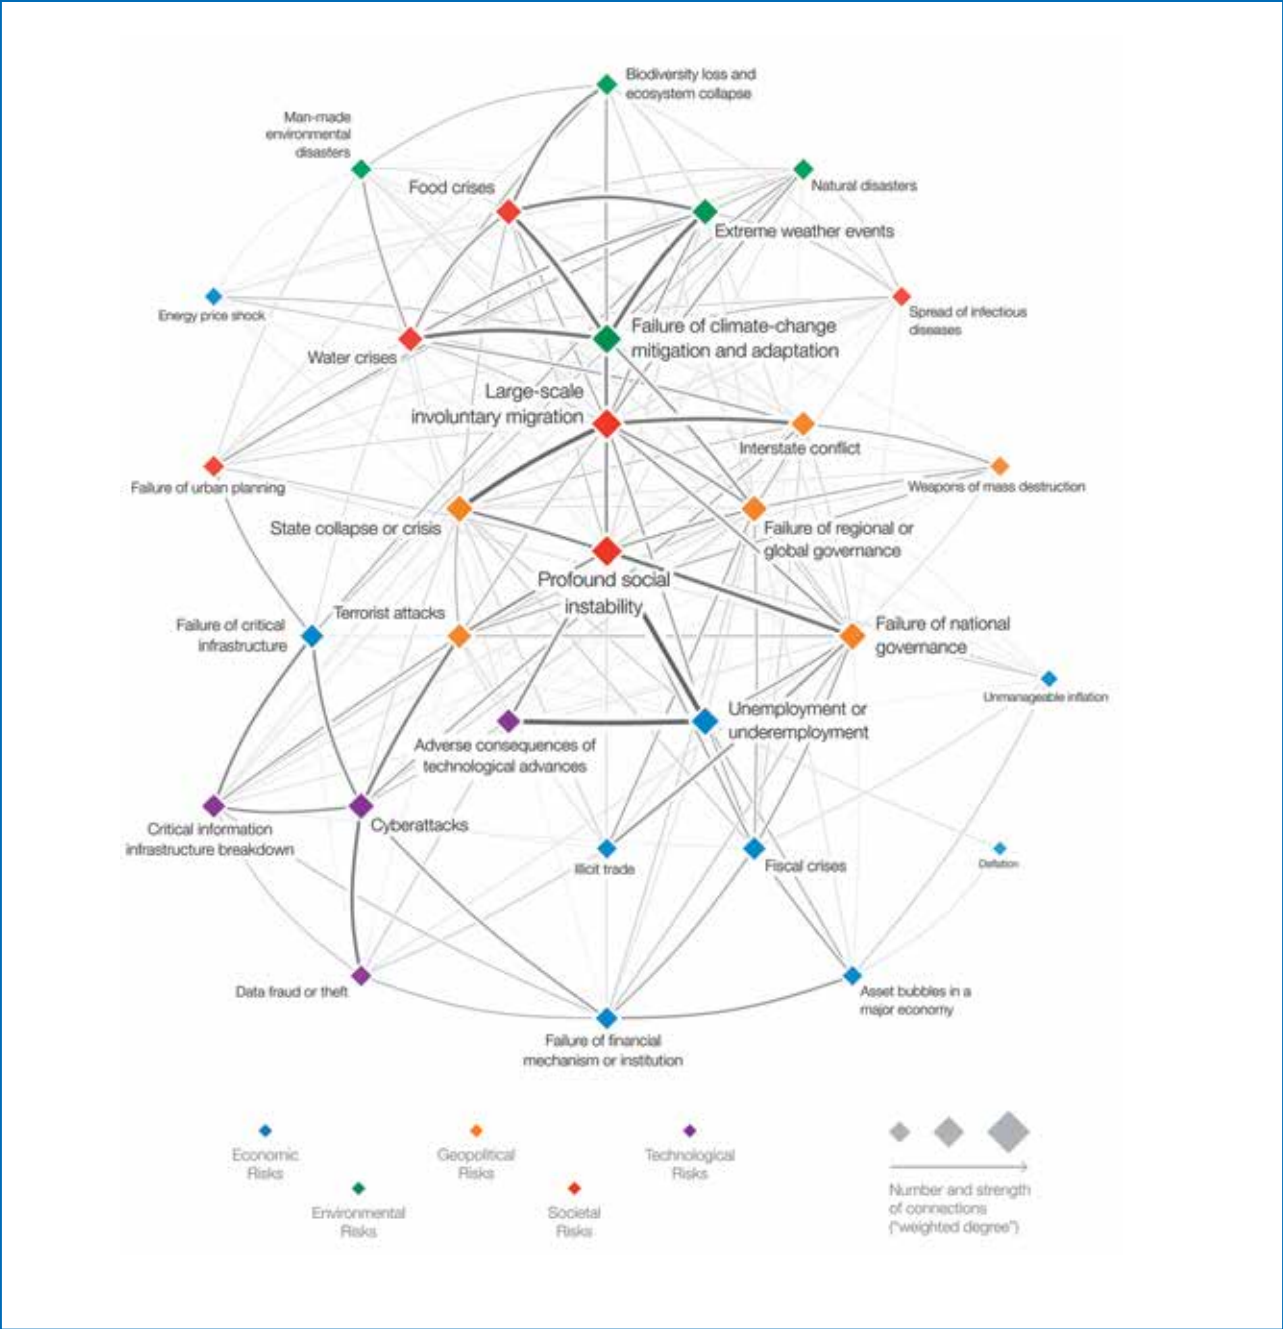 Biodiversity loss and
ecosystem collapse
Man-made
environmental
disasters
Food crises
Natural disasters
Extreme weather events
Energy price shock
Spread of infectious
diseases
Water crises
Failure of climate-change
mitigation and adaptation
Large-scale
involuntary migration
Interstate conflict
Failure of urban planning
Weapons of mass destruction
State collapse or crisis
Failure of regional or
global governance
Profound social
instability
Terrorist attacks
Failure of critical
infrastructure
Failure of national
governance
Unmanageable inflation
Unemployment or
underemployment
Adverse consequences of
technological advances
Critical information
infrastructure breakdown
Cyberattacks
Illicit trade
Fiscal crises
Deflation
Data fraud or theft
Asset bubbles in a
major economy
Failure of financial
mechanism or institution
Economic
Risks
Geopolitical
Risks
Technological
Risks
Environmental
Risks
Societal
Risks
Number and strength
of connections
("weighted degree")